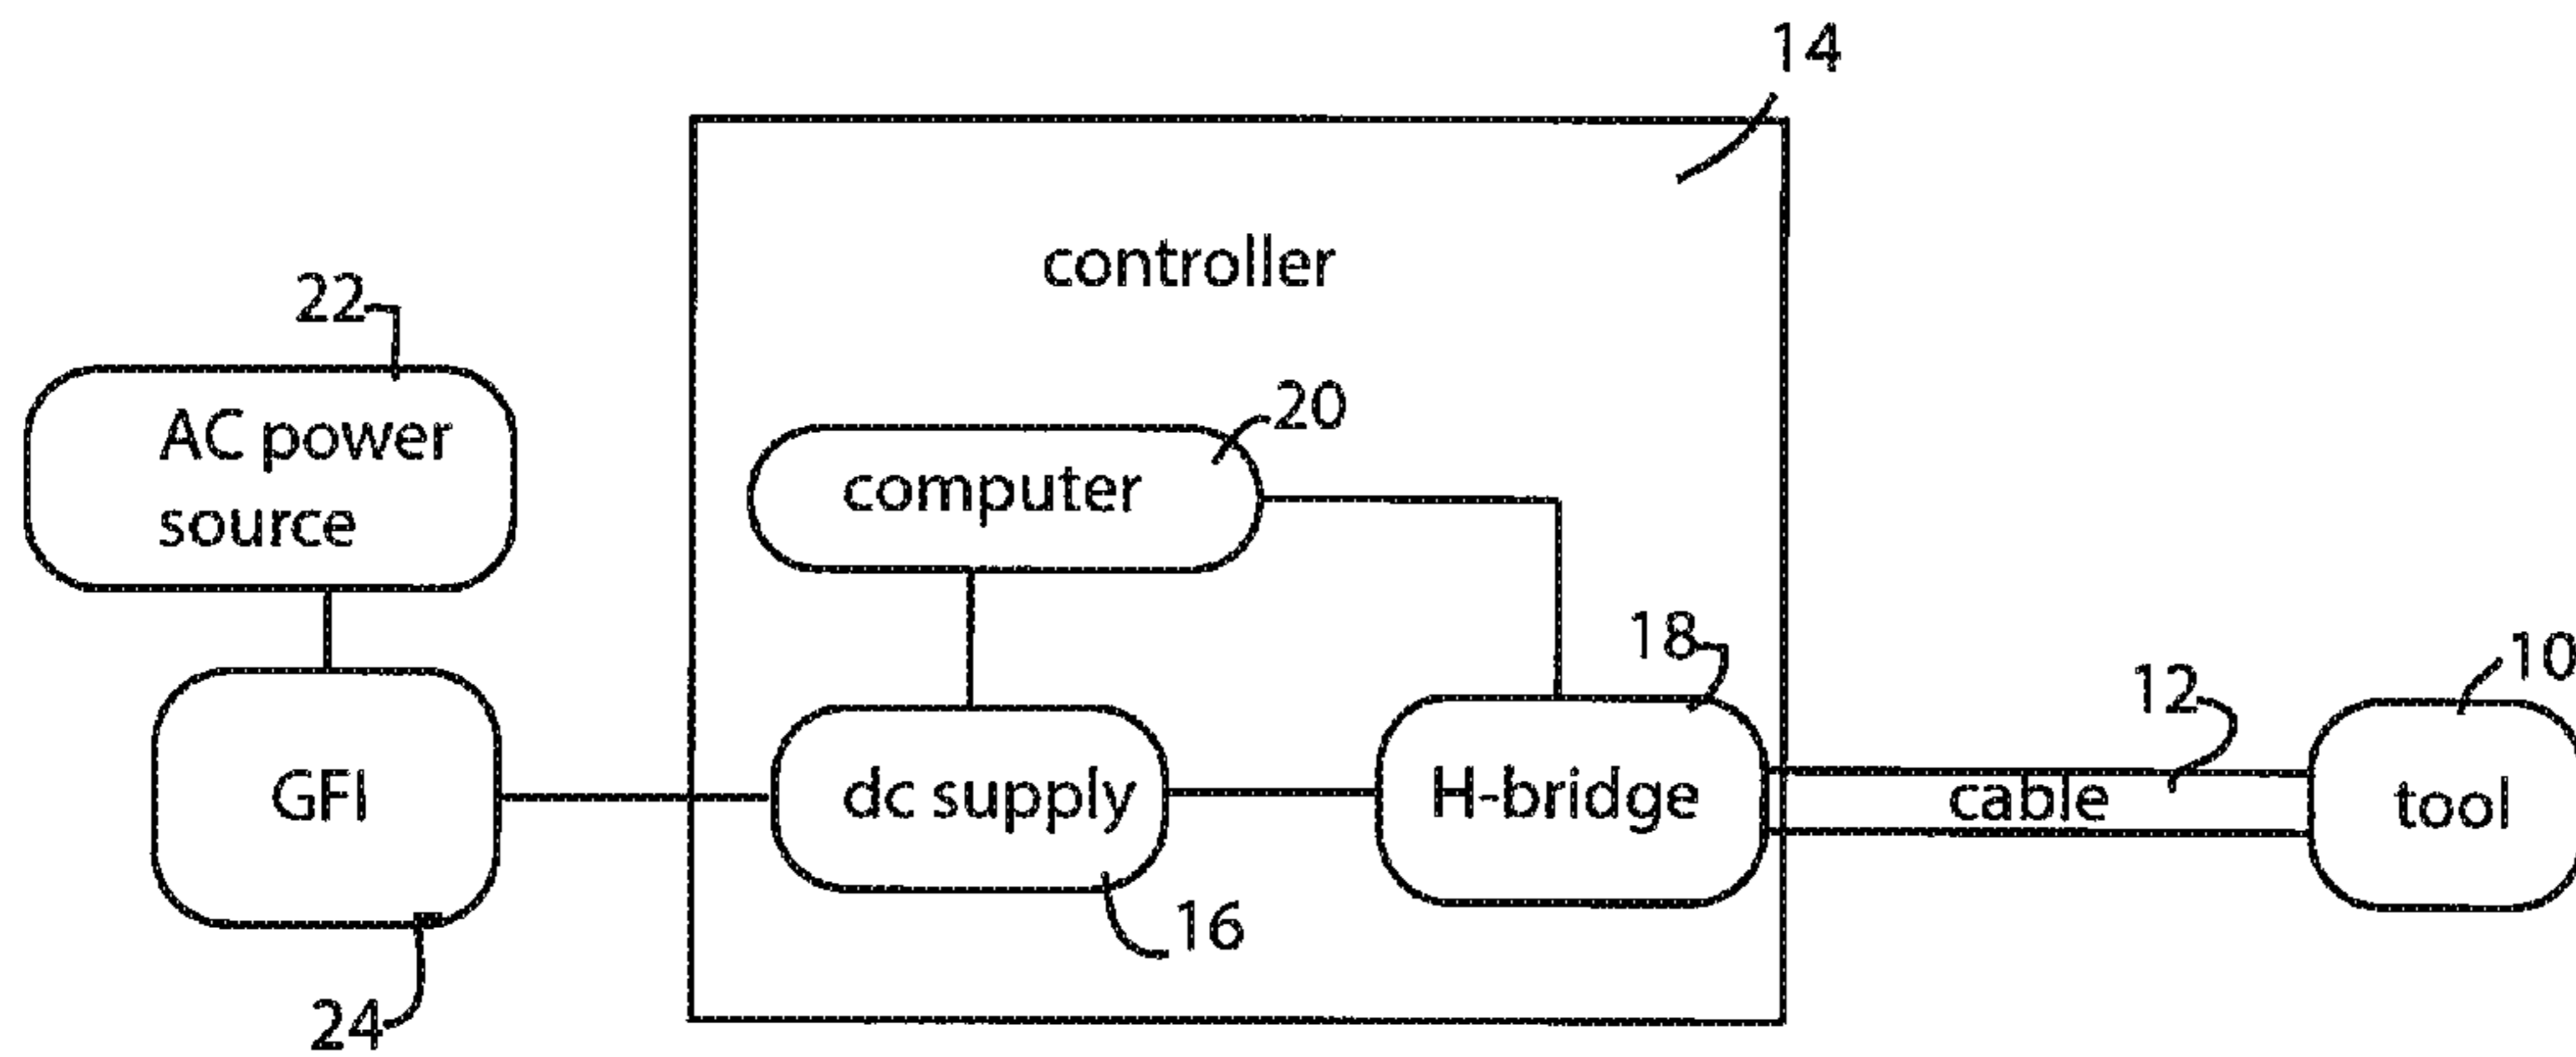 14
controller
22
AC power
source
20
computer
18
10
12
GFI
dc supply
H-bridge
cable
tool
16
24